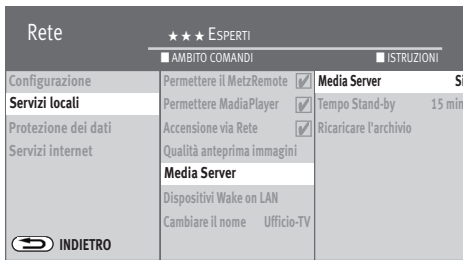 Rete
★★★ ESPERTI
AMBITO COMANDI
ISTRUZIONI
Configurazione
Servizi locali
Protezione dei dati
Servizi internet
INDIETRO
Permettere il MetzRemote
Permettere MadiaPlayer
Accensione via Rete
Qualità anteprima immagini
Media Server
Dispositivi Wake on LAN
Cambiare il nome Ufficio-TV
Media Server Si
Tempo Stand-by 15 min
Ricaricare l'archivio